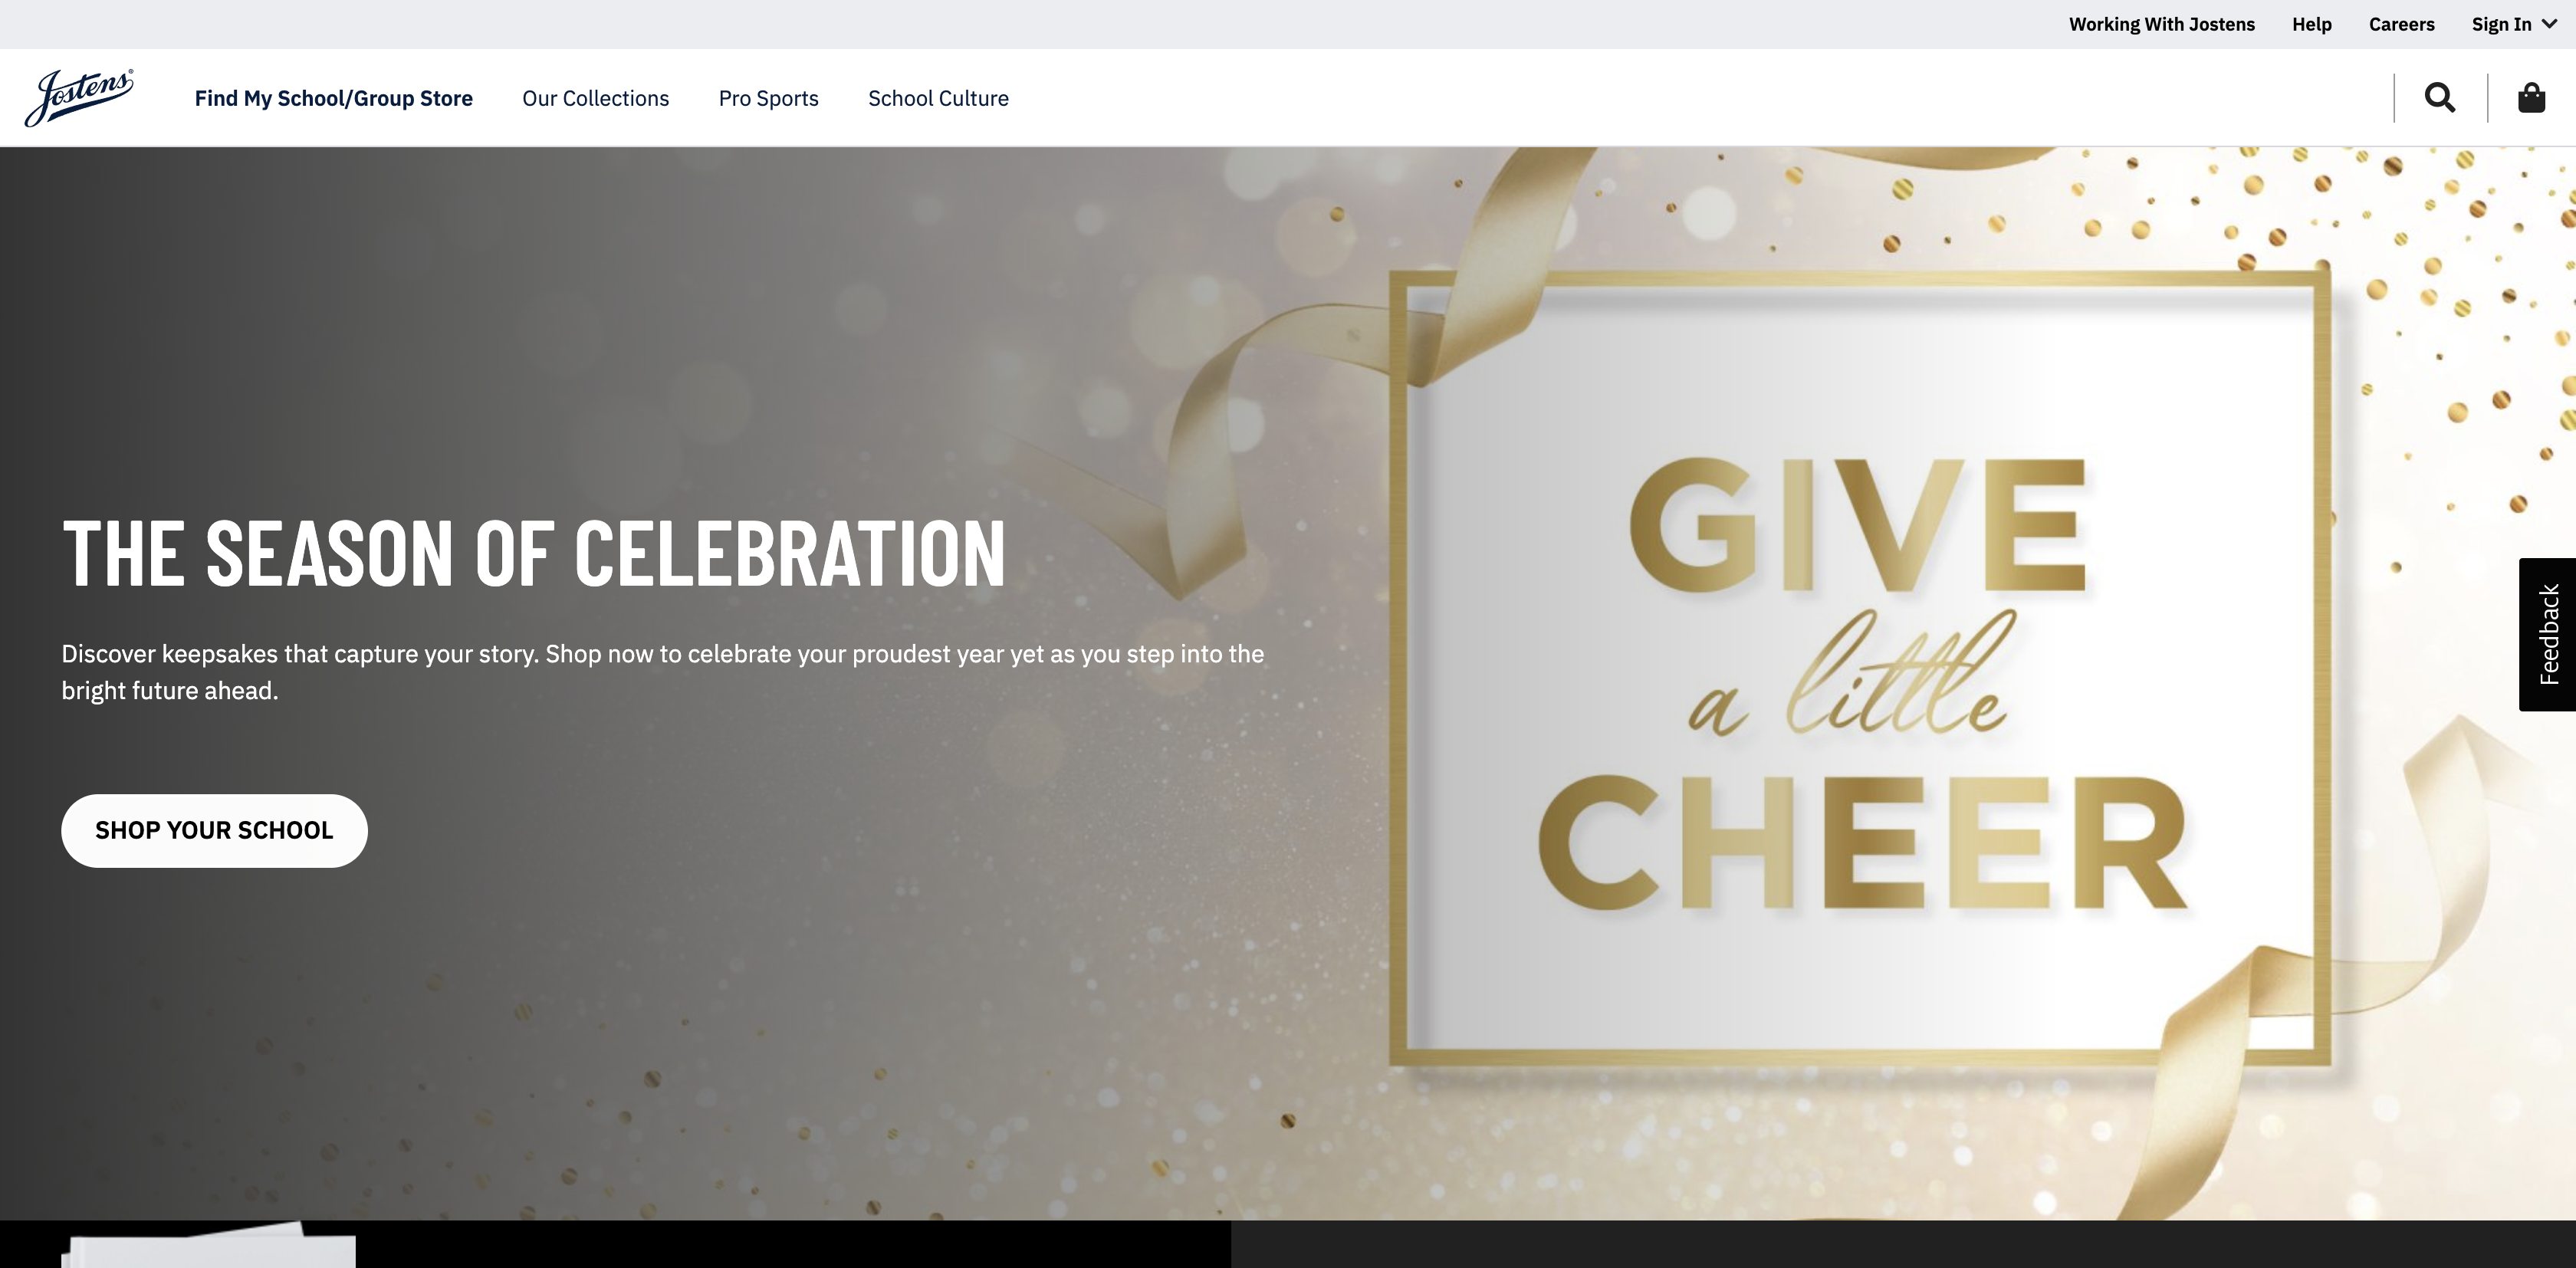 Working With Jostens
Help
Careers
Sign In
Jostens®
Find My School/Group Store
Our Collections
Pro Sports
School Culture
THE SEASON OF CELEBRATION
Discover keepsakes that capture your story. Shop now to celebrate your proudest year yet as you step into the
bright future ahead.
SHOP YOUR SCHOOL
GIVE
a little
CHEER
Feedback